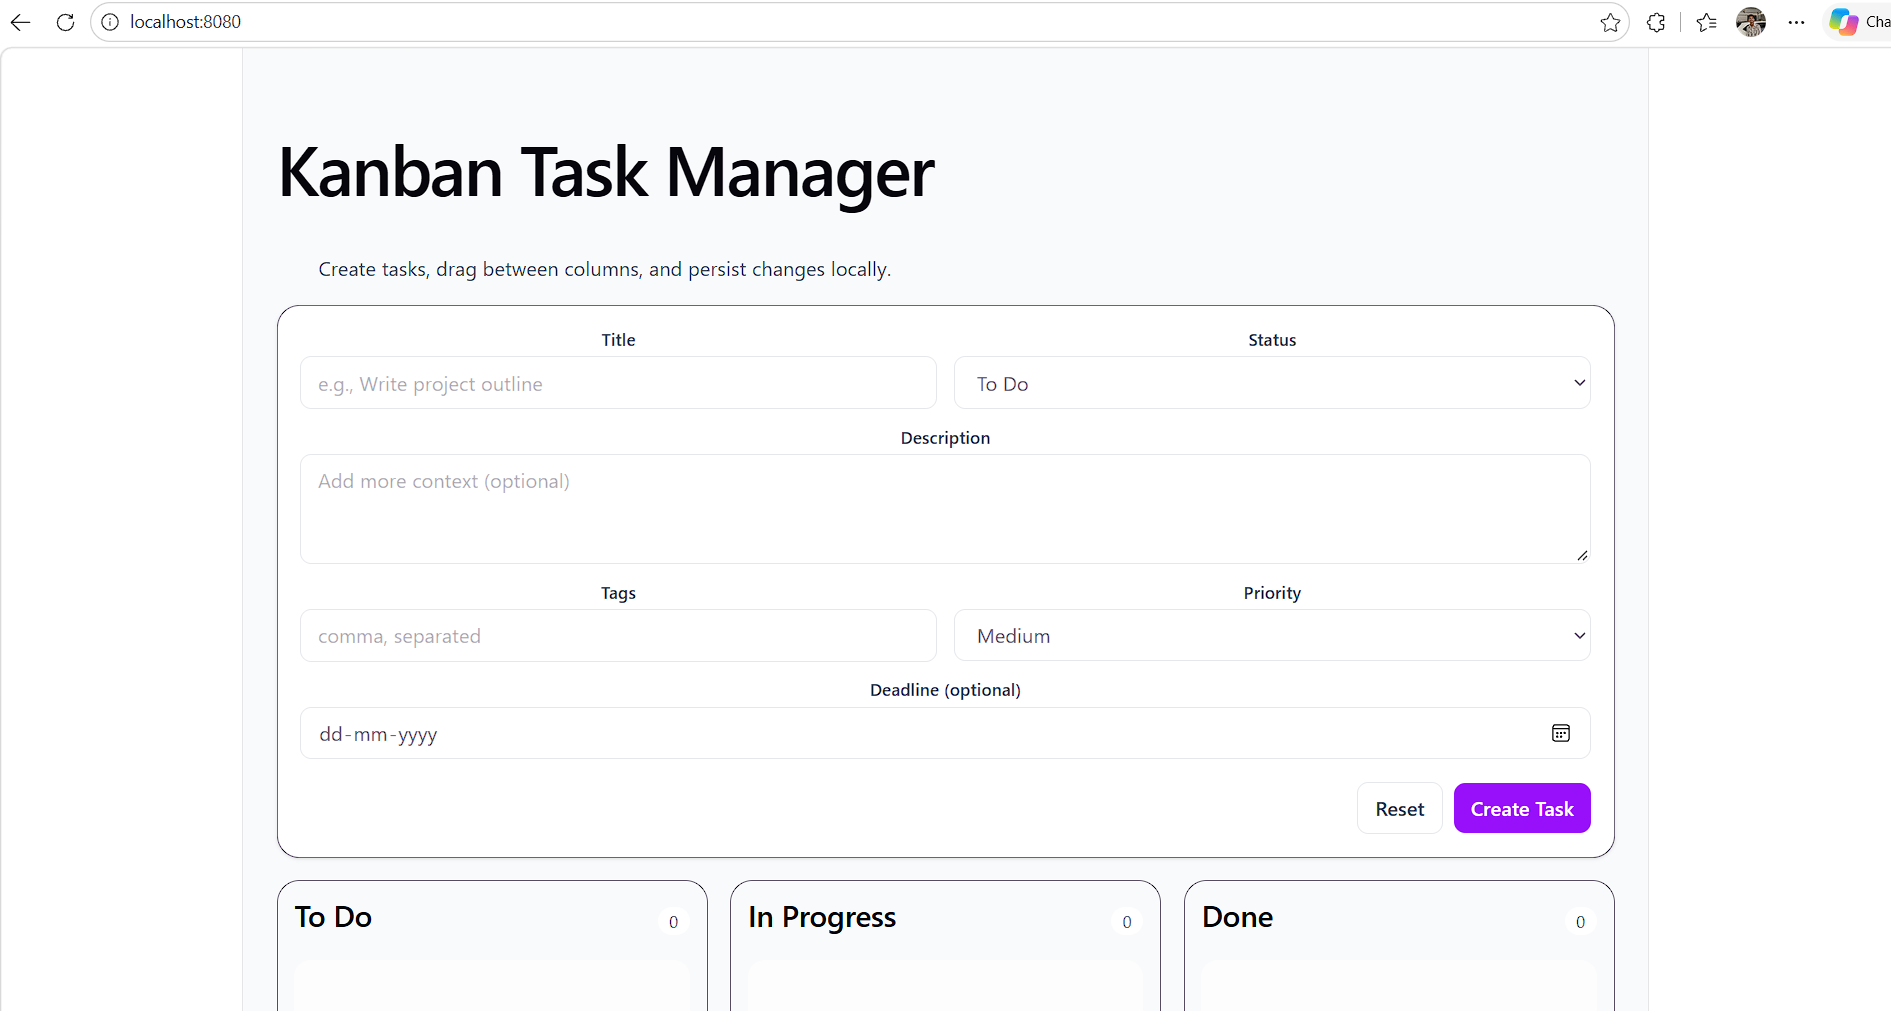 localhost:8080
Cha
Kanban Task Manager
Create tasks, drag between columns, and persist changes locally.
Title Status
e.g., Write project outline To Do
Description
Add more context (optional)
Tags Priority
comma, separated Medium
Deadline (optional)
dd-mm-yyyy
Reset Create Task
To Do 0 In Progress 0 Done 0